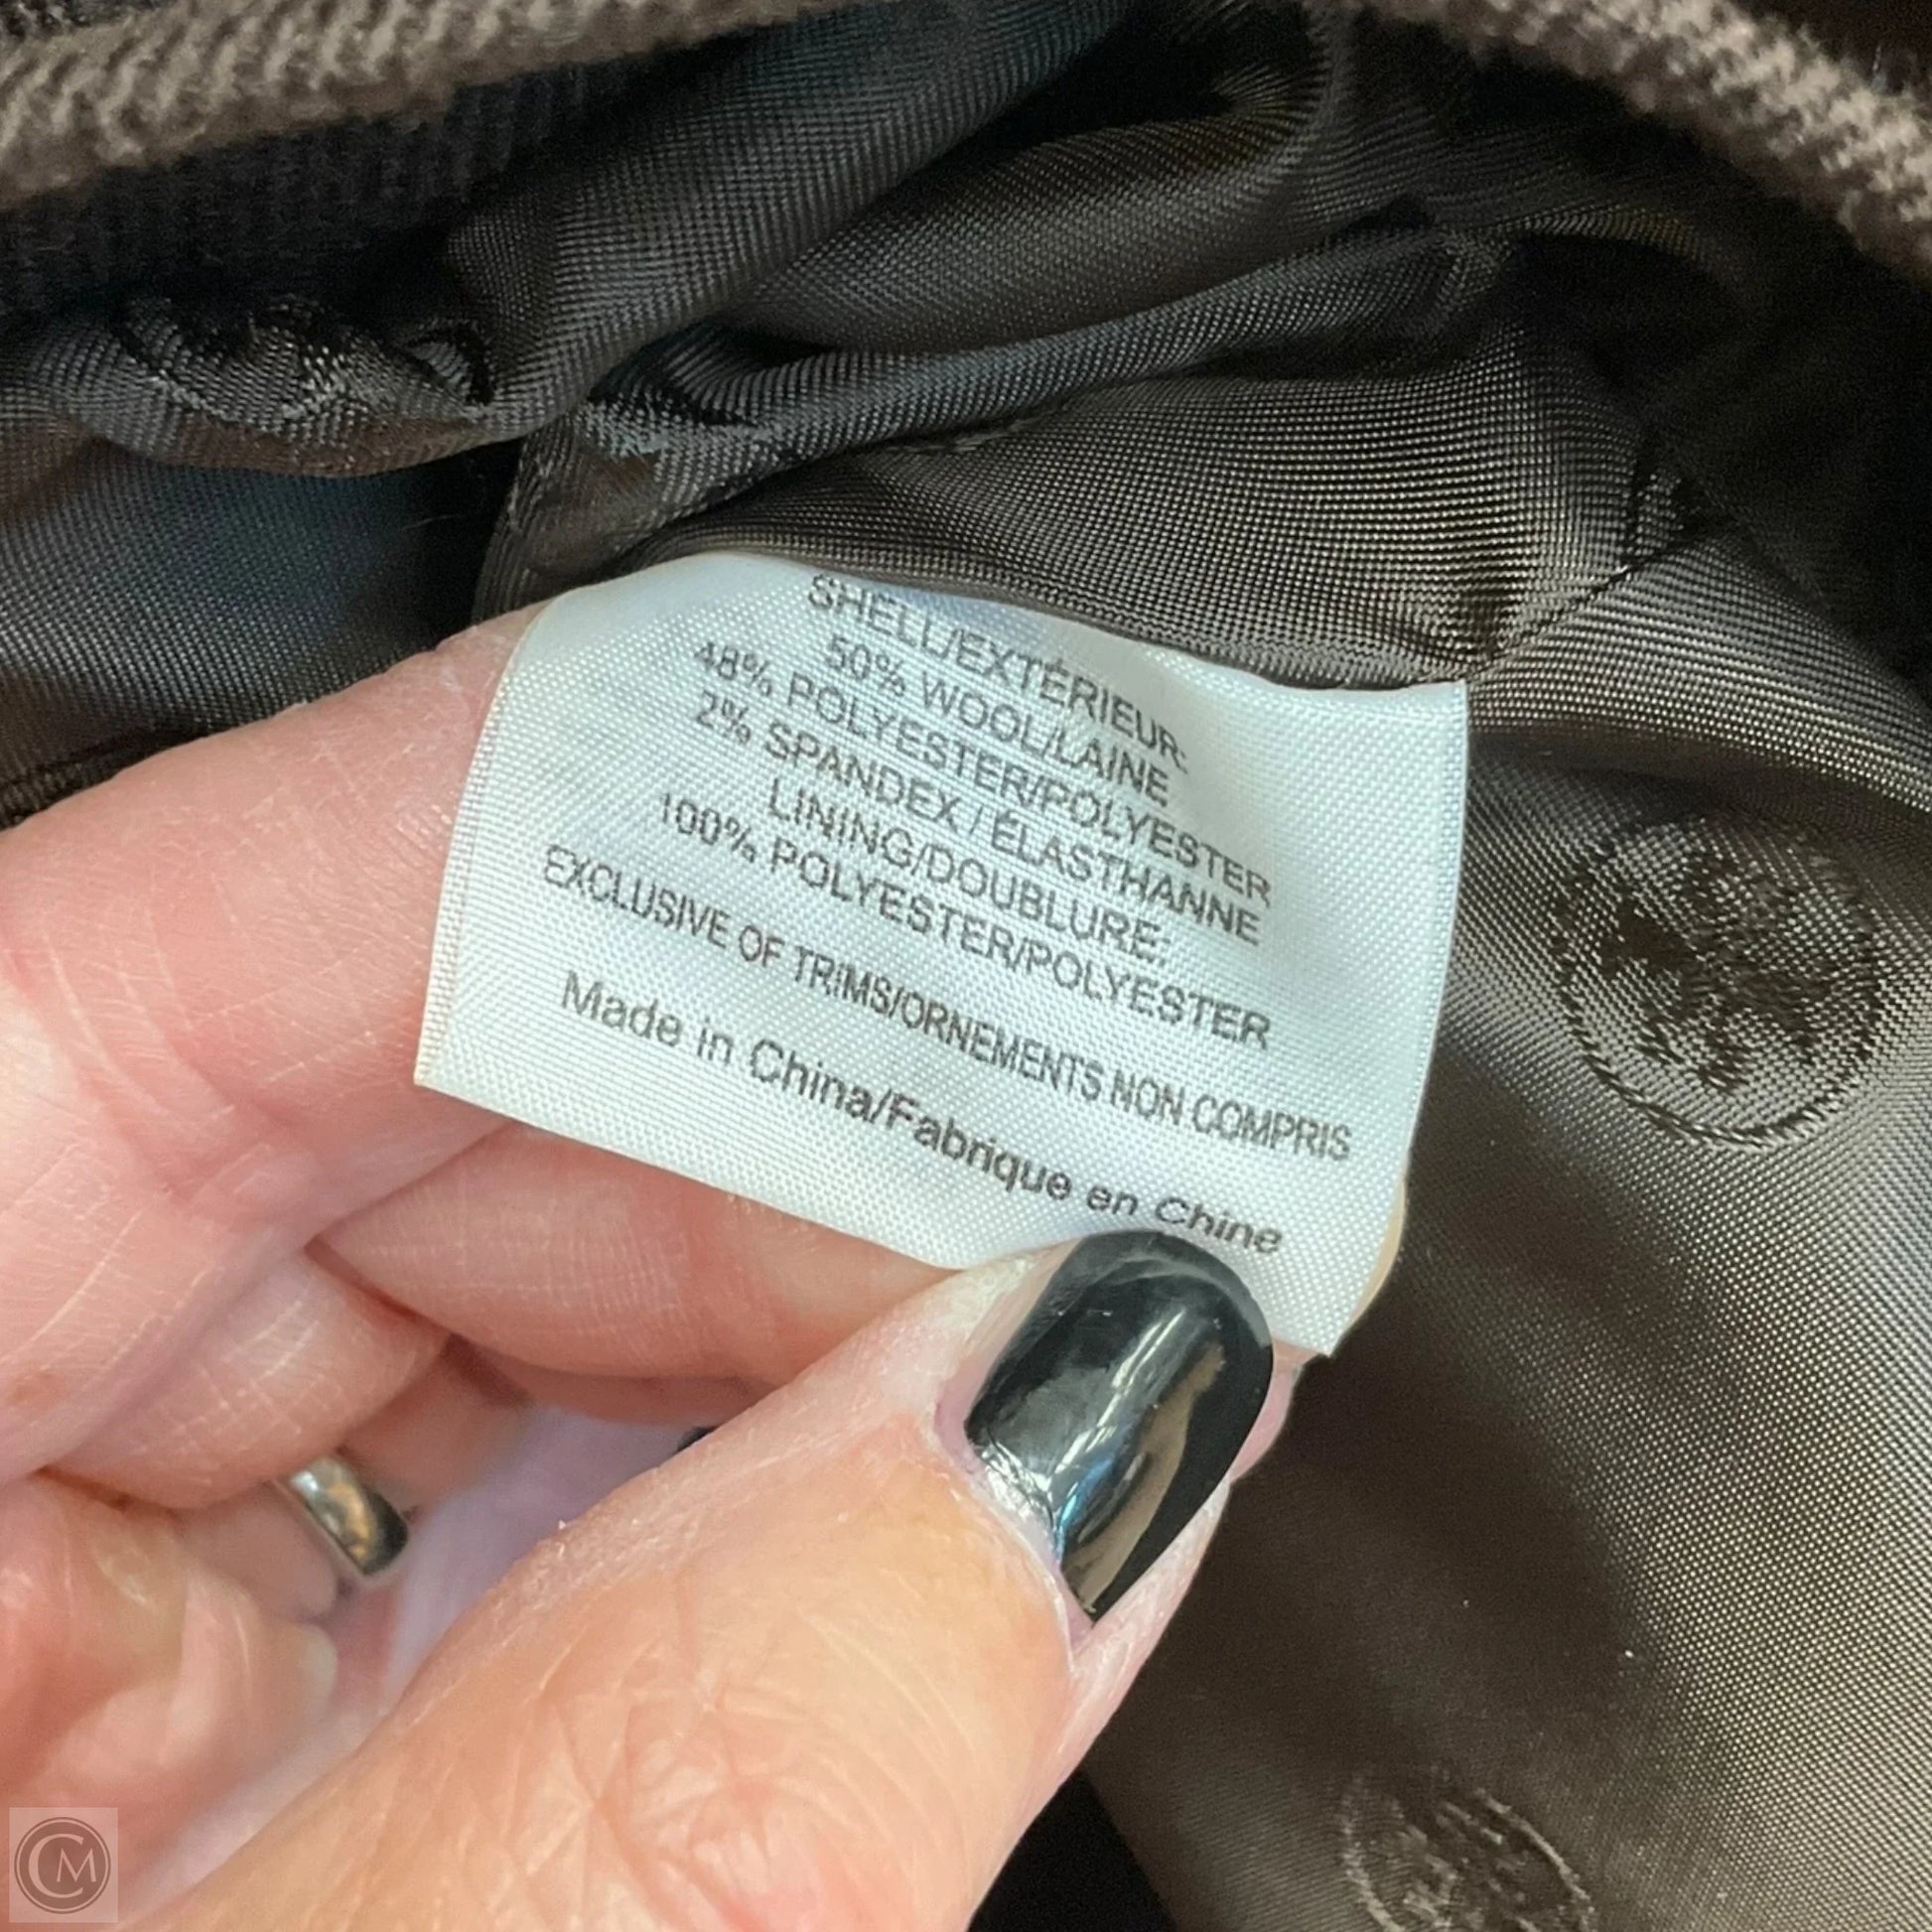 SHELL/EXTÉRIEUR:
50% WOOL/LAINE
48% POLYESTER/POLYESTER
2% SPANDEX / ÉLASTHANNE
LINING/DOUBLURE:
100% POLYESTER/POLYESTER
EXCLUSIVE OF TRIMS/ORNEMENTS NON COMPRIS
Made in China/Fabrique en Chine
CM